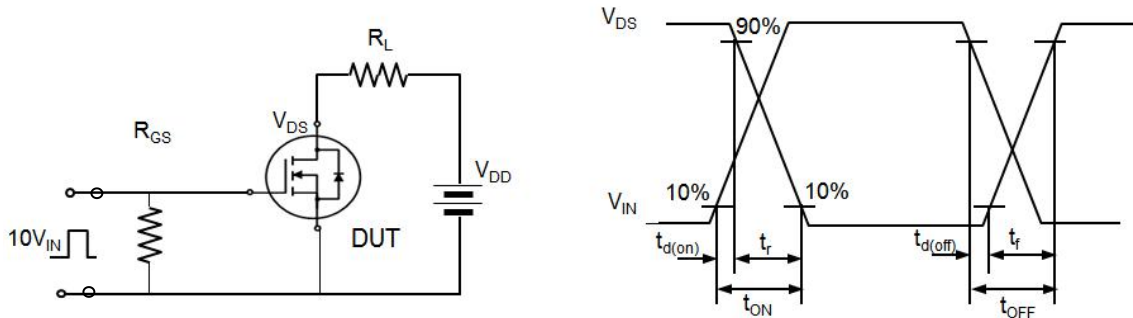 R_L
R_GS
V_DS
V_DD
10V_IN
DUT
V_DS
90%
10%
10%
V_IN
t_d(on)
t_r
t_d(off)
t_f
t_ON
t_OFF